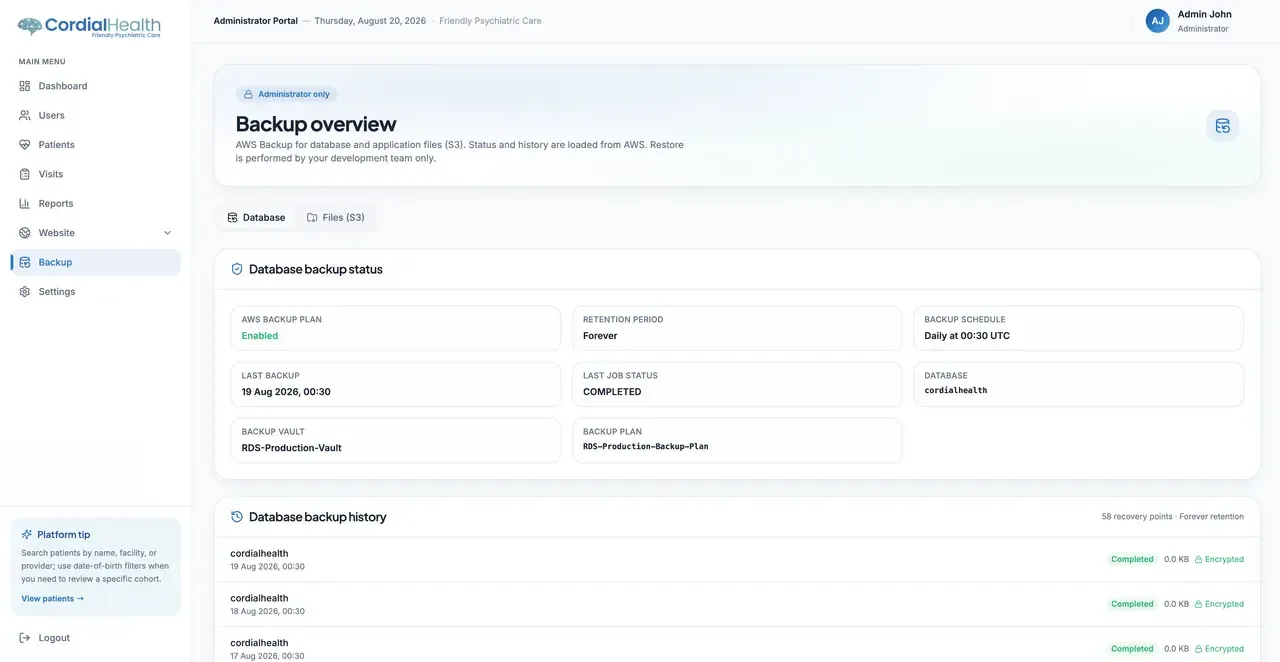 CordialHealth
Friendly Psychiatric Care
Administrator Portal — Thursday, August 20, 2026 · Friendly Psychiatric Care
AJ
Admin John
Administrator
MAIN MENU
Dashboard
Users
Patients
Visits
Reports
Website
Backup
Settings
Administrator only
Backup overview
AWS Backup for database and application files (S3). Status and history are loaded from AWS. Restore
is performed by your development team only.
Database
Files (S3)
Database backup status
AWS BACKUP PLAN
Enabled
RETENTION PERIOD
Forever
BACKUP SCHEDULE
Daily at 00:30 UTC
LAST BACKUP
19 Aug 2026, 00:30
LAST JOB STATUS
COMPLETED
DATABASE
cordialhealth
BACKUP VAULT
RDS-Production-Vault
BACKUP PLAN
RDS-Production-Backup-Plan
Database backup history
58 recovery points · Forever retention
cordialhealth
19 Aug 2026, 00:30
Completed 0.0 KB Encrypted
cordialhealth
18 Aug 2026, 00:30
Completed 0.0 KB Encrypted
cordialhealth
17 Aug 2026, 00:30
Completed 0.0 KB Encrypted
Platform tip
Search patients by name, facility, or
provider; use date-of-birth filters when
you need to review a specific cohort.
View patients →
Logout